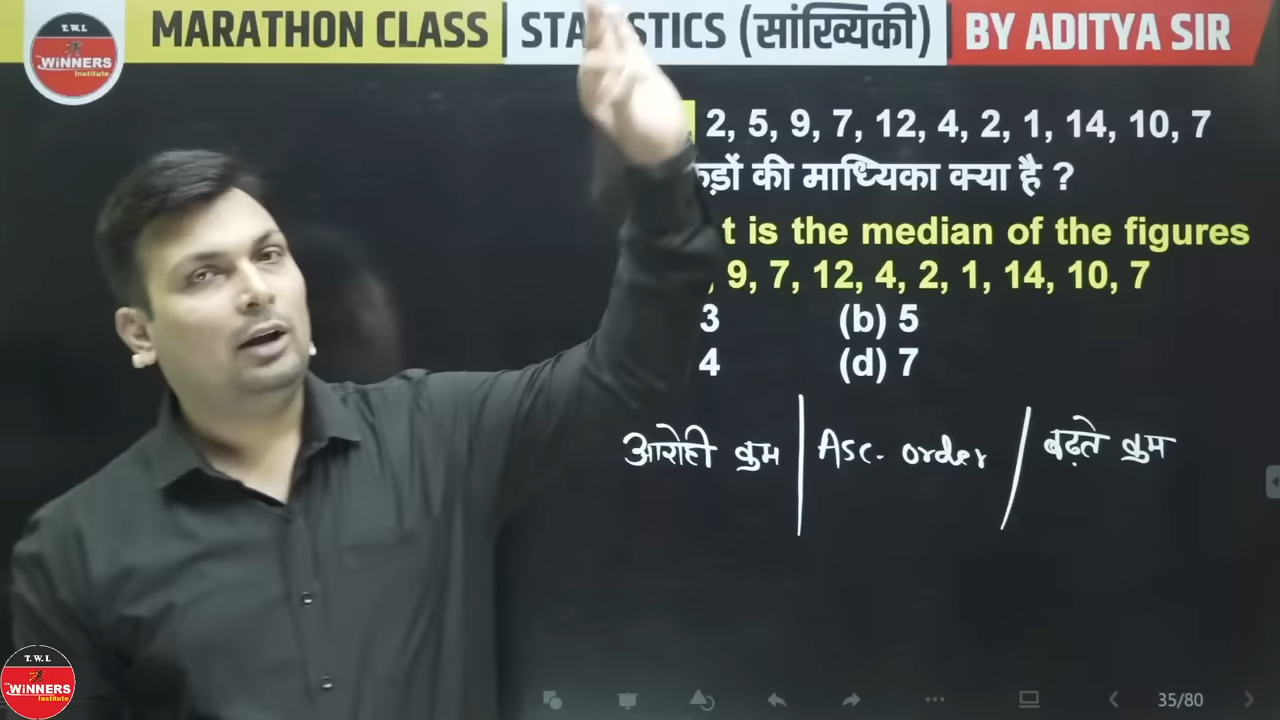 MARATHON CLASS STATISTICS (सांख्यिकी) BY ADITYA SIR
T.W.I.
WiNNERS
Institute
2, 5, 9, 7, 12, 4, 2, 1, 14, 10, 7
की माध्यिका क्या है ?
is the median of the figures
, 9, 7, 12, 4, 2, 1, 14, 10, 7
3 (b) 5
4 (d) 7
आरोही क्रम Asc. order बढ़ते क्रम
T.W.I.
WiNNERS
Institute
35/80